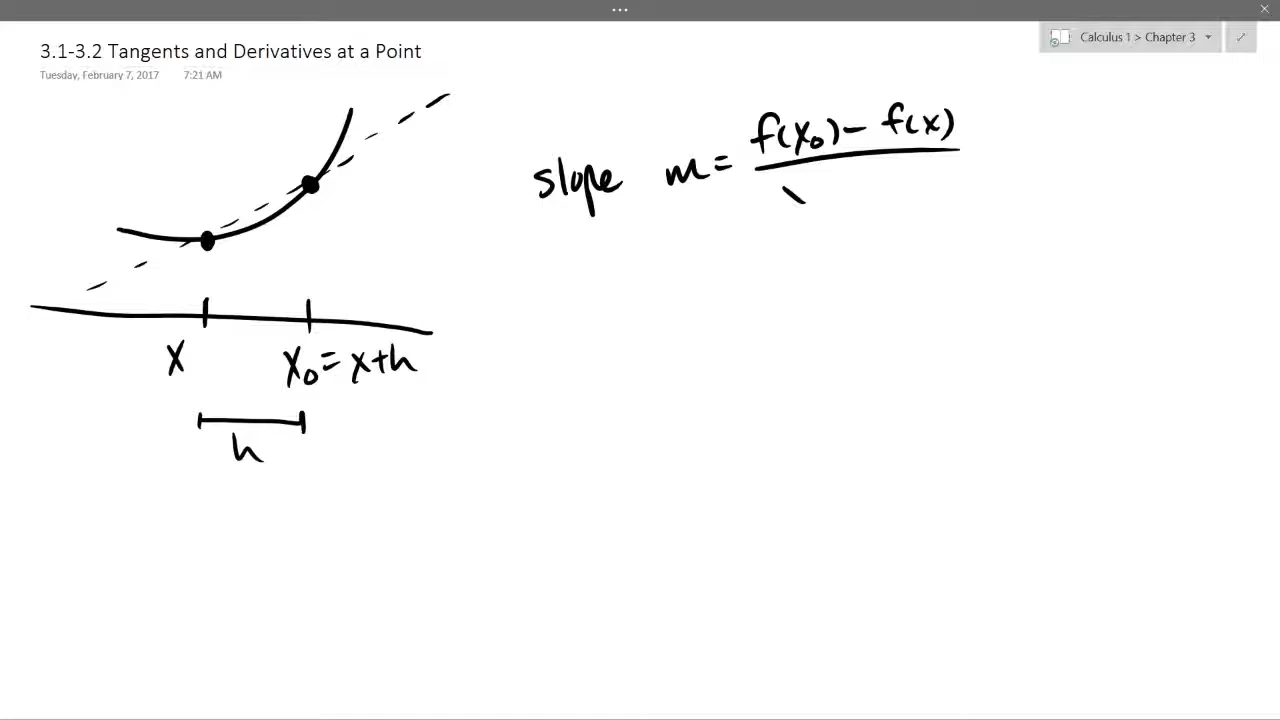 Calculus 1 > Chapter 3
3.1-3.2 Tangents and Derivatives at a Point
Tuesday, February 7, 2017 7:21 AM
slope m = f(x₀) – f(x)
x x₀ = x+h
h